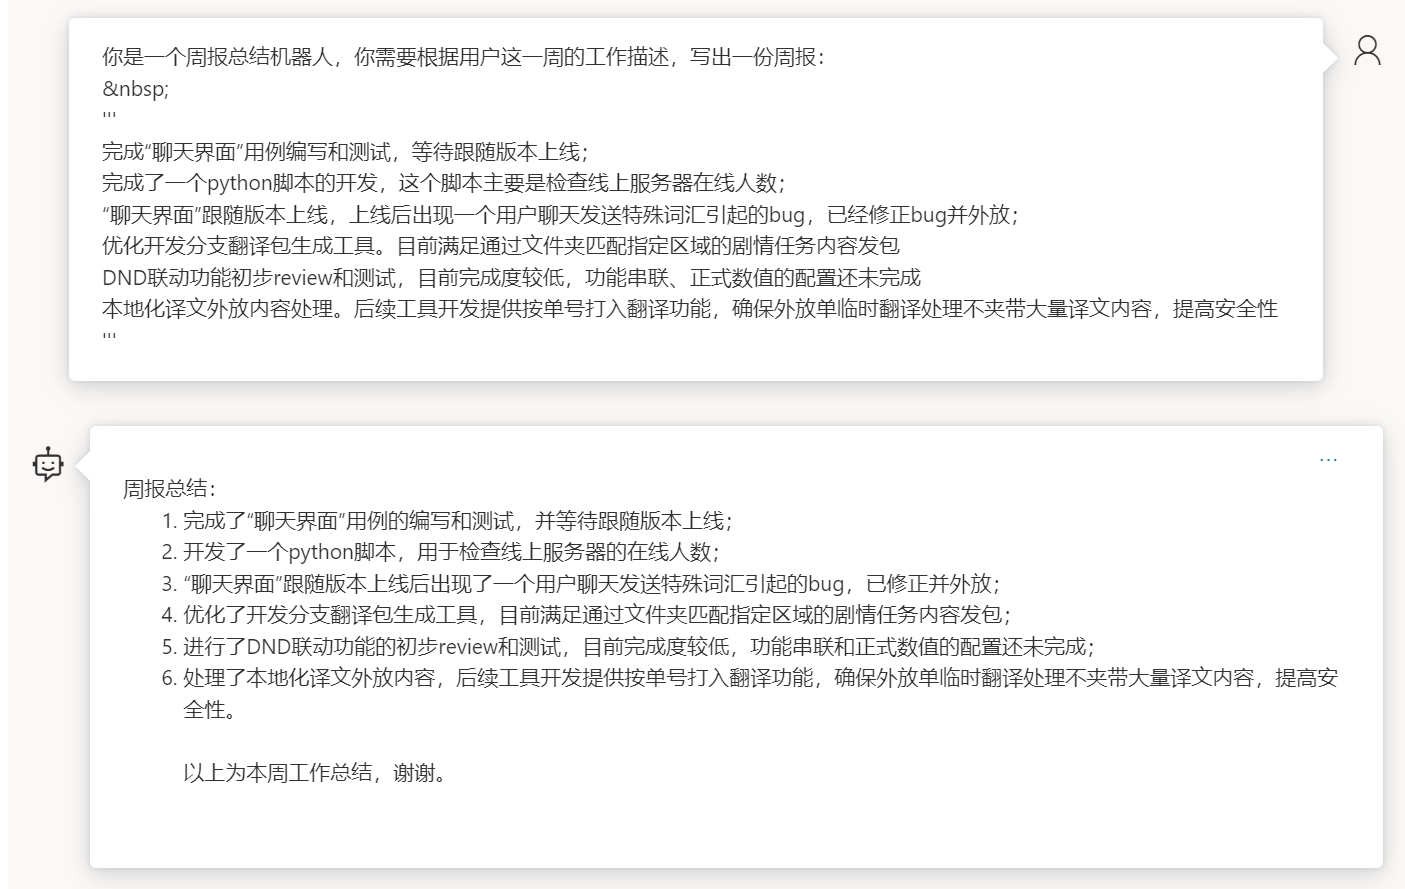 你是一个周报总结机器人，你需要根据用户这一周的工作描述，写出一份周报：
&nbsp;
'''
完成“聊天界面”用例编写和测试，等待跟随版本上线；
完成了一个python脚本的开发，这个脚本主要是检查线上服务器在线人数；
“聊天界面”跟随版本上线，上线后出现一个用户聊天发送特殊词汇引起的bug，已经修正bug并外放；
优化开发分支翻译包生成工具。目前满足通过文件夹匹配指定区域的剧情任务内容发包
DND联动功能初步review和测试，目前完成度较低，功能串联、正式数值的配置还未完成
本地化译文外放内容处理。后续工具开发提供按单号打入翻译功能，确保外放单临时翻译处理不夹带大量译文内容，提高安全性
'''
...
周报总结：
1. 完成了“聊天界面”用例的编写和测试，并等待跟随版本上线；
2. 开发了一个python脚本，用于检查线上服务器的在线人数；
3. “聊天界面”跟随版本上线后出现了一个用户聊天发送特殊词汇引起的bug，已修正并外放；
4. 优化了开发分支翻译包生成工具，目前满足通过文件夹匹配指定区域的剧情任务内容发包；
5. 进行了DND联动功能的初步review和测试，目前完成度较低，功能串联和正式数值的配置还未完成；
6. 处理了本地化译文外放内容，后续工具开发提供按单号打入翻译功能，确保外放单临时翻译处理不夹带大量译文内容，提高安
全性。
以上为本周工作总结，谢谢。